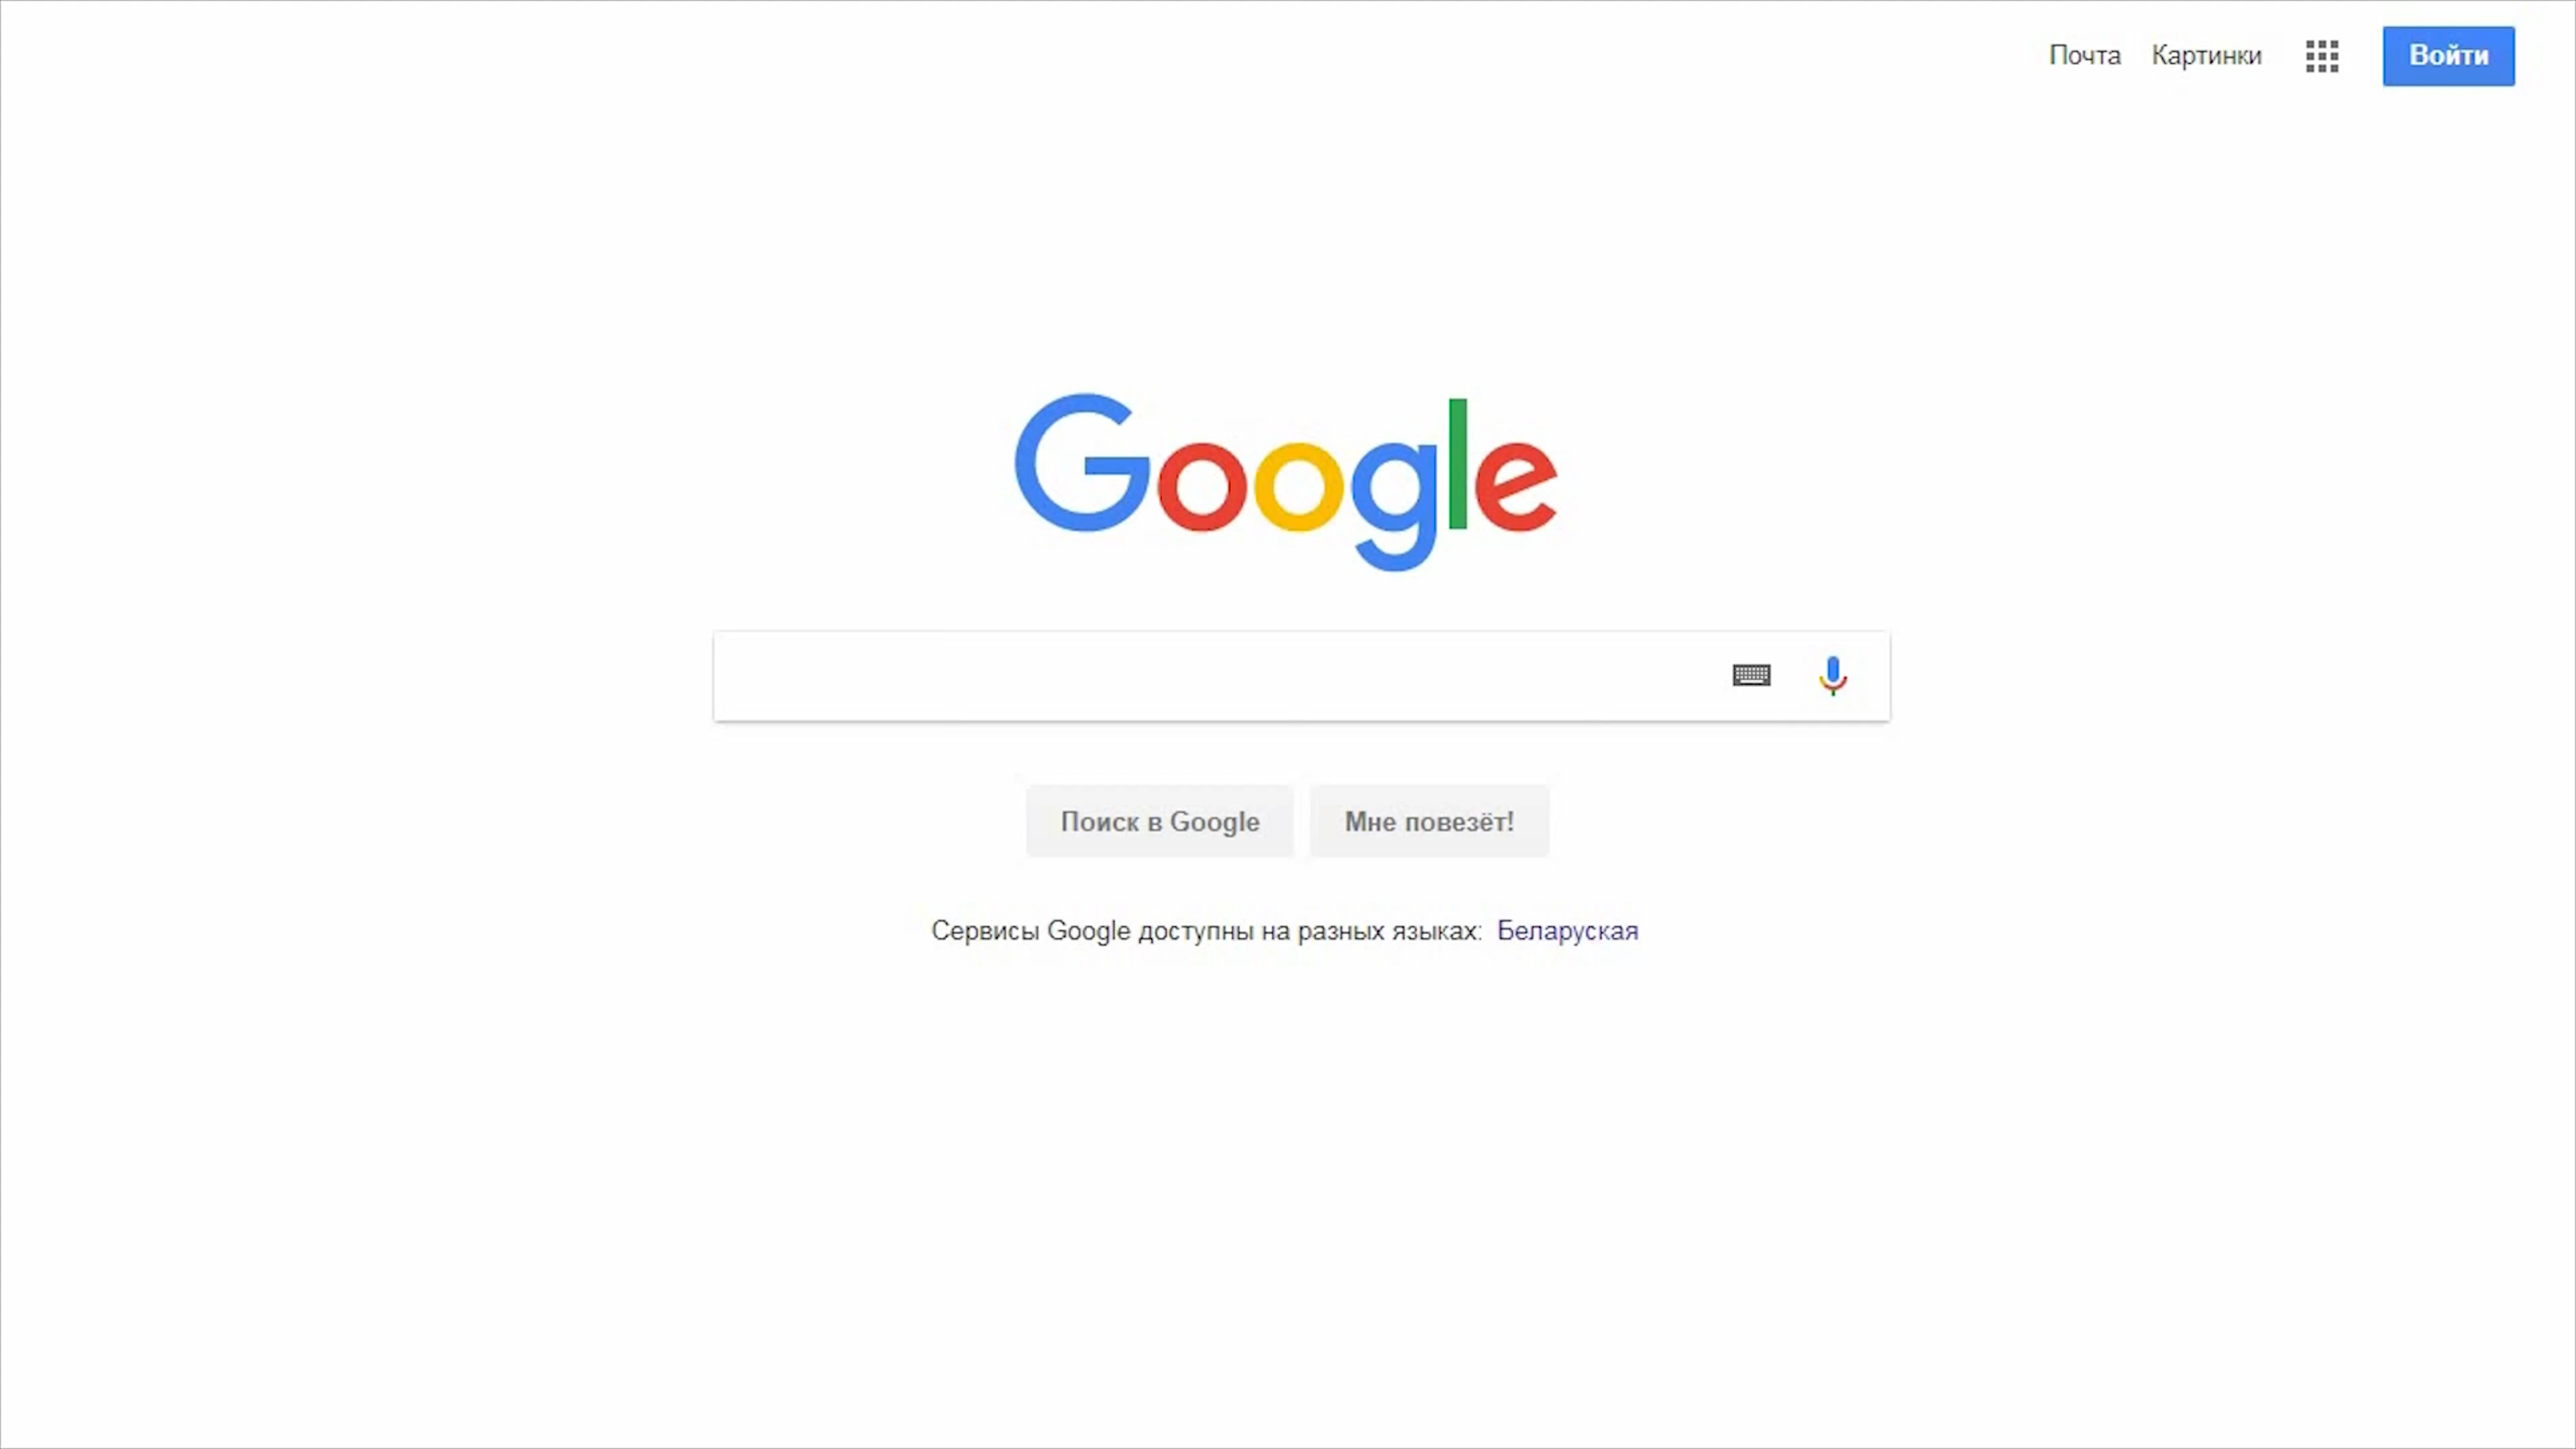 Почта Картинки Войти
Google
Поиск в Google Мне повезёт!
Сервисы Google доступны на разных языках: Беларуская